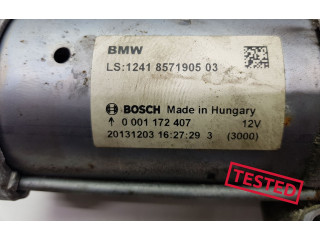 BMW
LS:1241 8571905 03
BOSCH Made in Hungary
0 001 172 407 12V
20131203 16:27:29 3 (3000)
TESTED